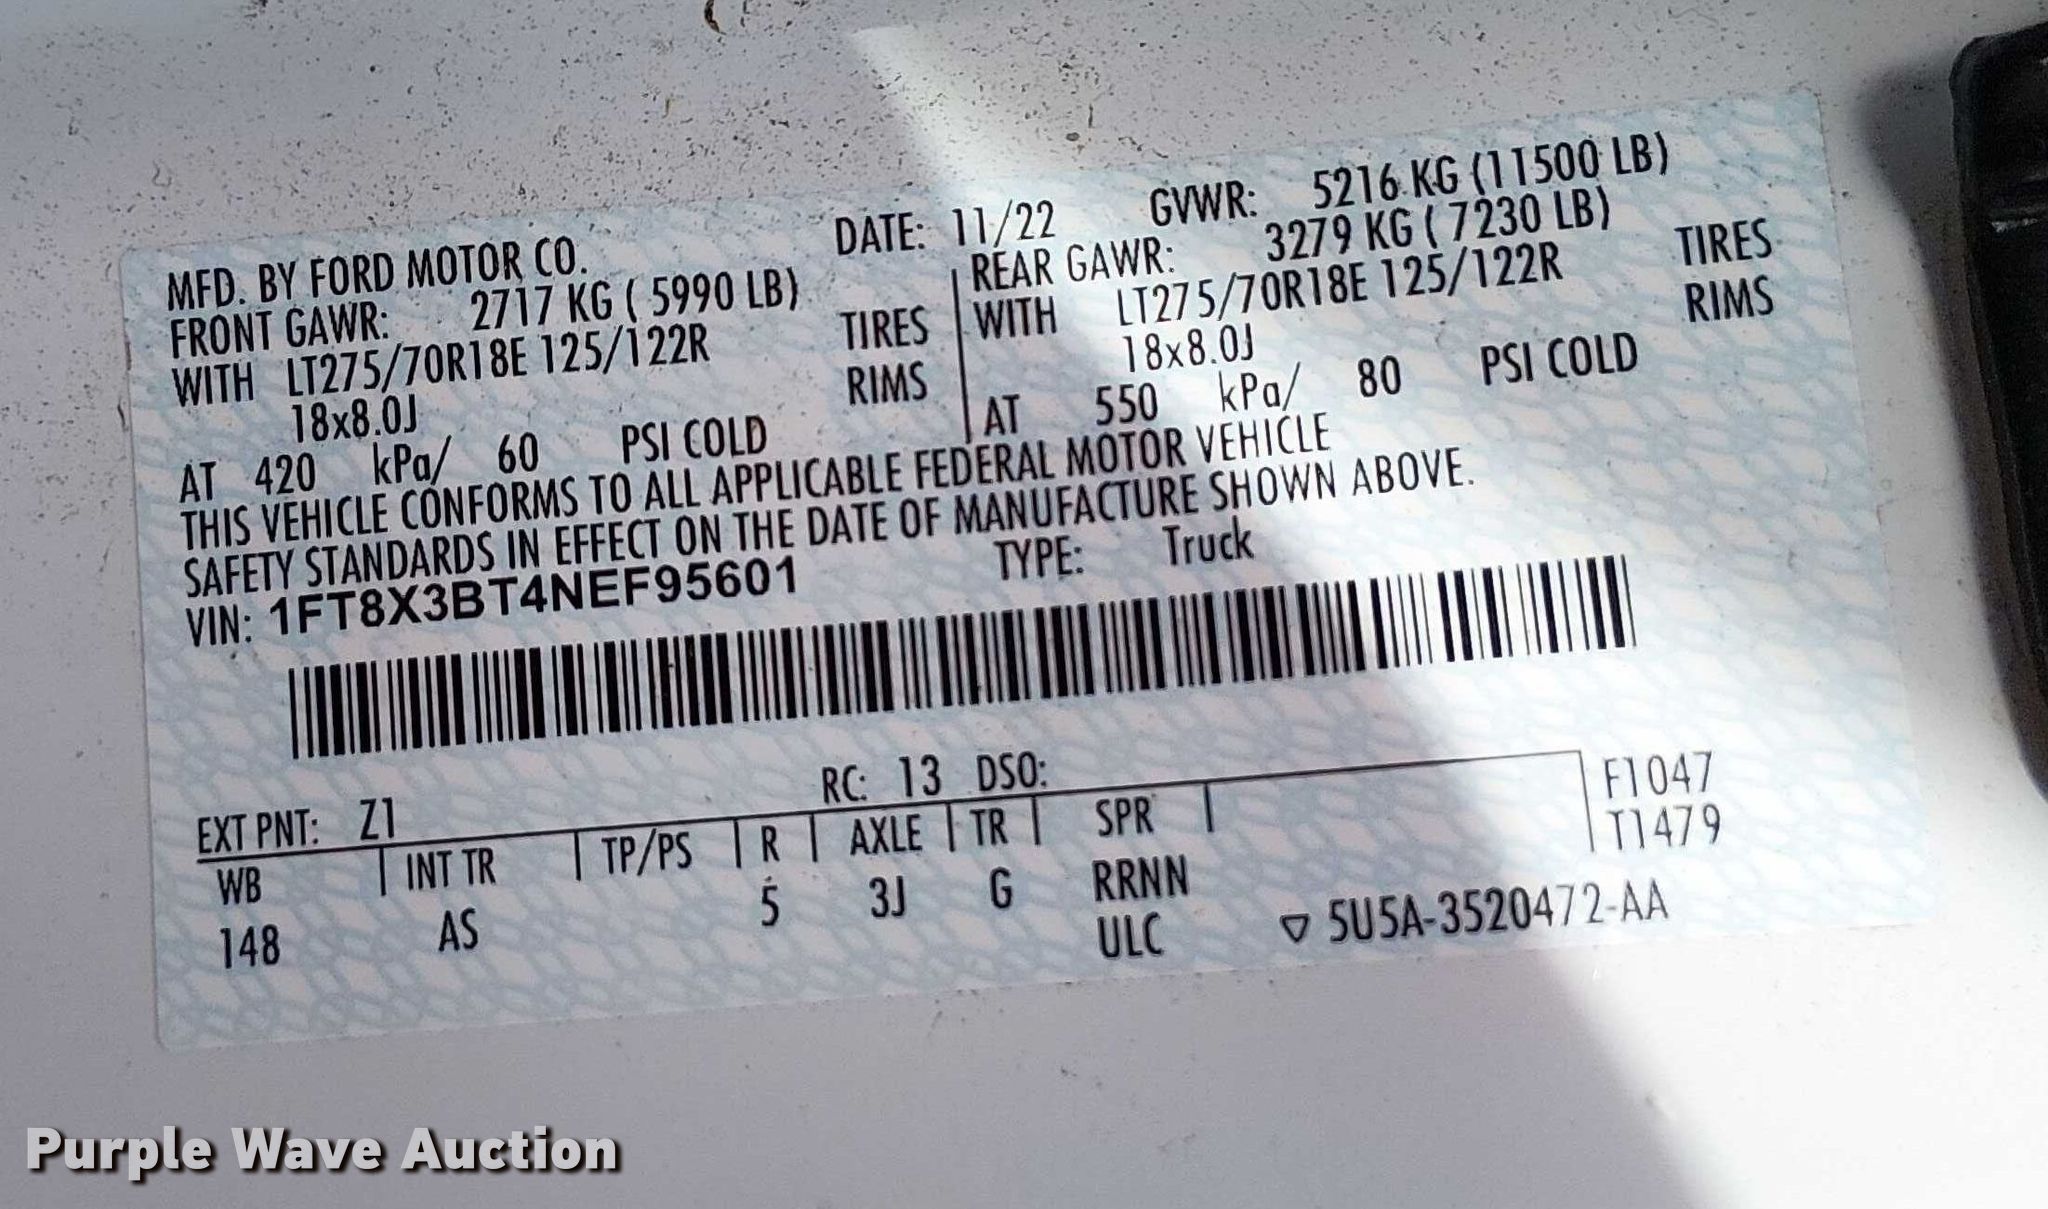 MFD. BY FORD MOTOR CO. DATE: 11/22 GVWR: 5216 KG (11500 LB)
FRONT GAWR: 2717 KG ( 5990 LB)
WITH LT275/70R18E 125/122R TIRES
18x8.0J RIMS
AT 420 kPa/ 60 PSI COLD
REAR GAWR: 3279 KG ( 7230 LB)
WITH LT275/70R18E 125/122R TIRES
18x8.0J RIMS
AT 550 kPa/ 80 PSI COLD
THIS VEHICLE CONFORMS TO ALL APPLICABLE FEDERAL MOTOR VEHICLE
SAFETY STANDARDS IN EFFECT ON THE DATE OF MANUFACTURE SHOWN ABOVE.
VIN: 1FT8X3BT4NEF95601 TYPE: Truck
EXT PNT: Z1 RC: 13 DSO:
WB INT TR TP/PS R AXLE TR SPR F1047
T1479
148 AS 5 3J G RRNN
ULC ▽ 5U5A-3520472-AA
Purple Wave Auction